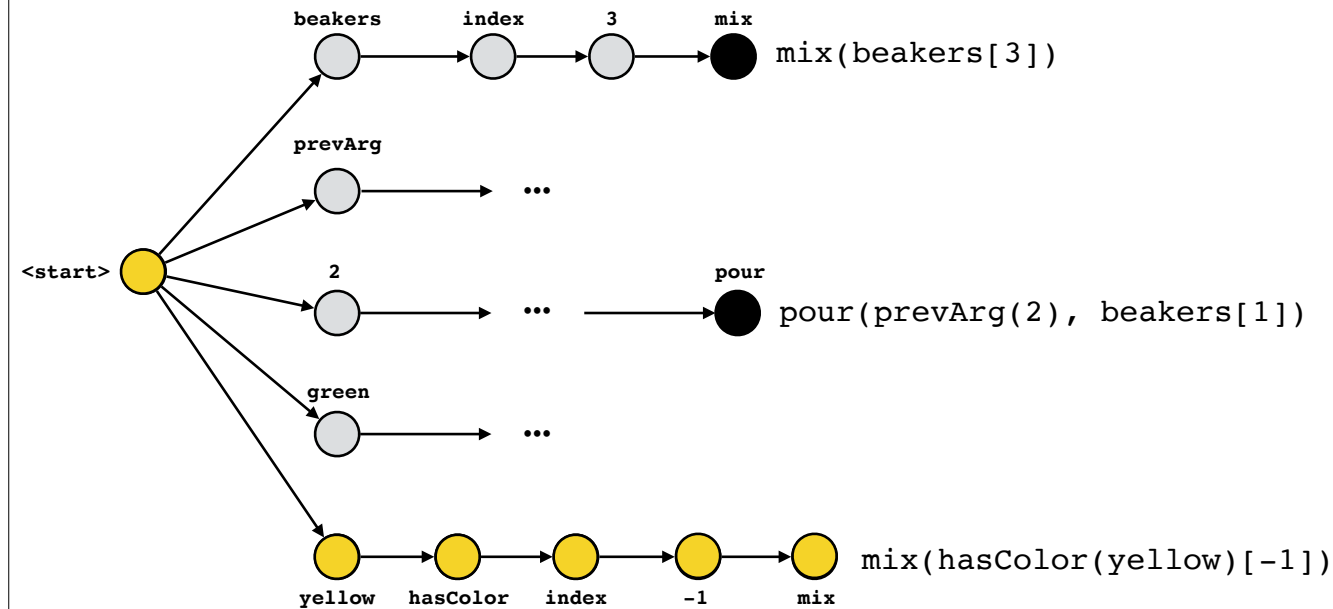 beakers index 3 mix
mix(beakers[3])
prevArg
...
<start>
2 pour
...
pour(prevArg(2), beakers[1])
green
...
mix(hasColor(yellow)[-1])
yellow hasColor index -1 mix